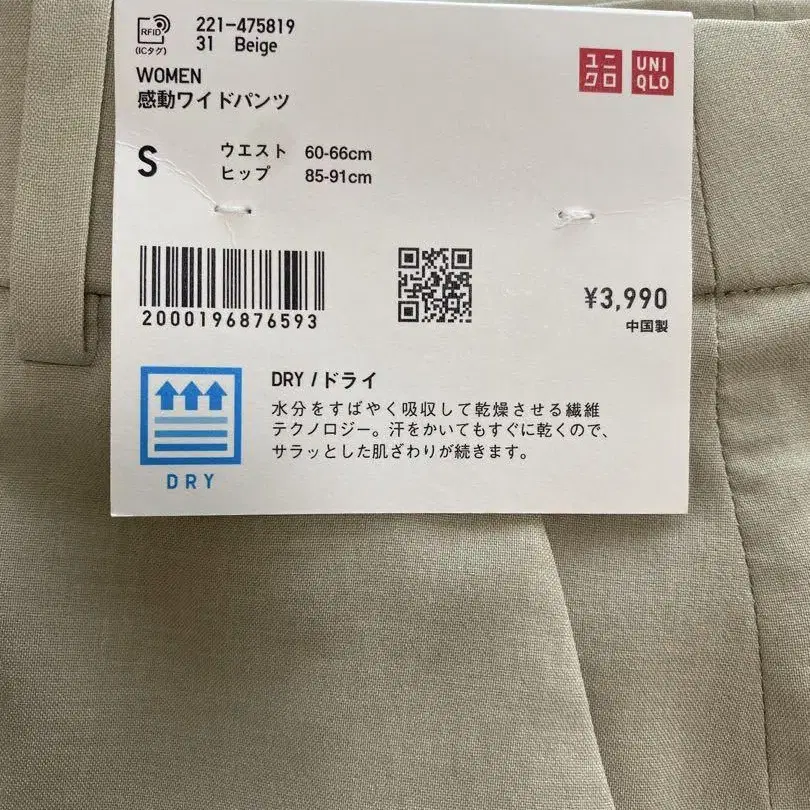 RFID
(ICタグ)
221-475819
31 Beige
WOMEN
感動ワイドパンツ
ユニクロ
UNIQLO
S
ウエスト 60-66cm
ヒップ 85-91cm
2000196876593
¥3,990
中国製
DRY
DRY / ドライ
水分をすばやく吸収して乾燥させる繊維
テクノロジー。汗をかいてもすぐに乾くので、
サラッとした肌ざわりが続きます。